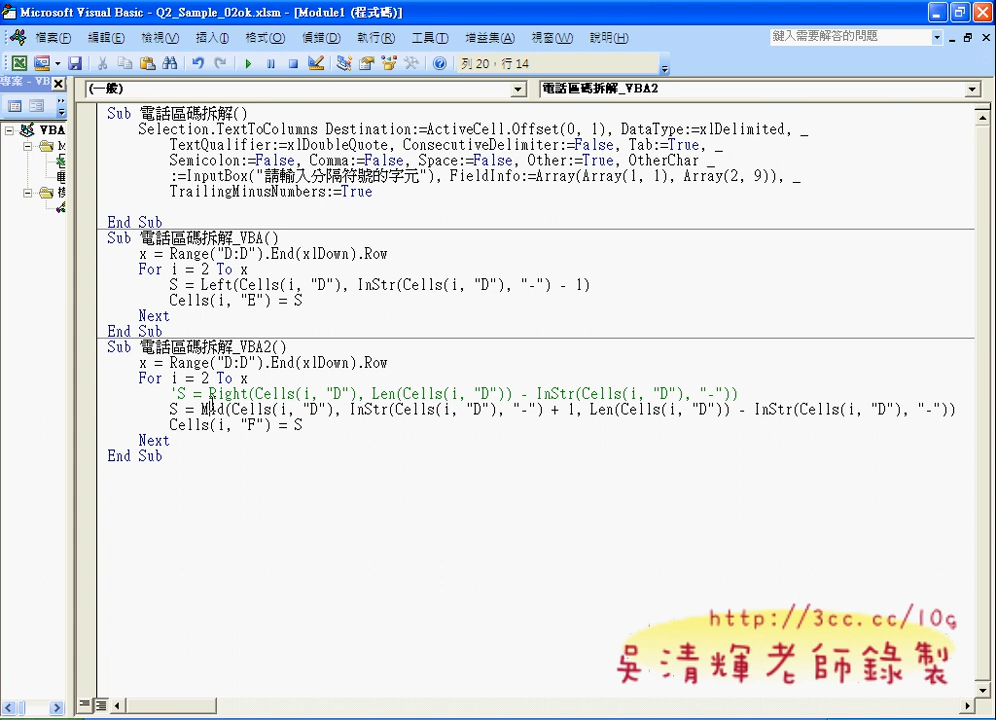 Microsoft Visual Basic - Q2_Sample_02ok.xlsm - [Module1 (程式碼)]
檔案(F) 編輯(E) 檢視(V) 插入(I) 格式(O) 偵錯(D) 執行(R) 工具(T) 增益集(A) 視窗(W) 說明(H) 鍵入需要解答的問題
列 20，行 14
專案 - VB
(一般) 電話區碼拆解_VBA2
VBA
Sub 電話區碼拆解()
Selection.TextToColumns Destination:=ActiveCell.Offset(0, 1), DataType:=xlDelimited, _
TextQualifier:=xlDoubleQuote, ConsecutiveDelimiter:=False, Tab:=True, _
Semicolon:=False, Comma:=False, Space:=False, Other:=True, OtherChar _
:=InputBox("請輸入分隔符號的字元"), FieldInfo:=Array(Array(1, 1), Array(2, 9)), _
TrailingMinusNumbers:=True
End Sub
Sub 電話區碼拆解_VBA()
x = Range("D:D").End(xlDown).Row
For i = 2 To x
S = Left(Cells(i, "D"), InStr(Cells(i, "D"), "-") - 1)
Cells(i, "E") = S
Next
End Sub
Sub 電話區碼拆解_VBA2()
x = Range("D:D").End(xlDown).Row
For i = 2 To x
'S = Right(Cells(i, "D"), Len(Cells(i, "D")) - InStr(Cells(i, "D"), "-"))
S = Mid(Cells(i, "D"), InStr(Cells(i, "D"), "-") + 1, Len(Cells(i, "D")) - InStr(Cells(i, "D"), "-"))
Cells(i, "F") = S
Next
End Sub
http://3cc.cc/10g
吳清輝老師錄製